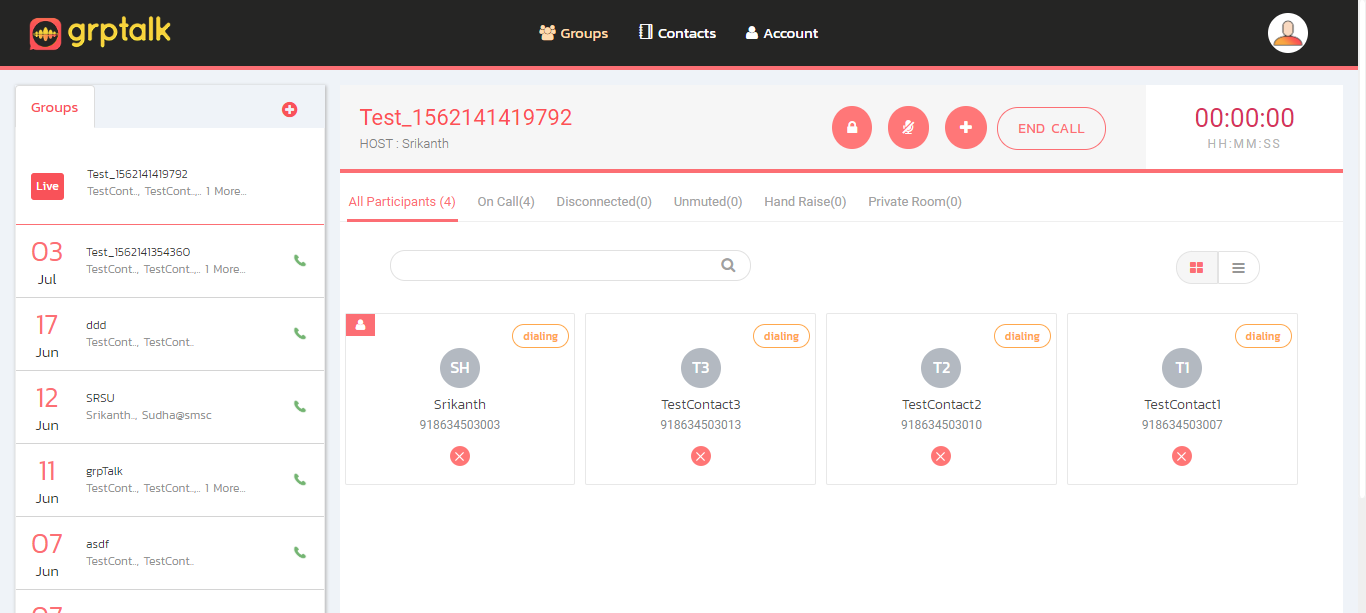 grptalk
Groups
Contacts
Account
Groups
Live
Test_1562141419792
TestCont.., TestCont..,.. 1 More...
03
Jul
Test_1562141354360
TestCont.., TestCont..,.. 1 More...
17
Jun
ddd
TestCont.., TestCont..
12
Jun
SRSU
Srikanth.., Sudha@smsc
11
Jun
grpTalk
TestCont.., TestCont..,.. 1 More...
07
Jun
asdf
TestCont.., TestCont..
Test_1562141419792
HOST : Srikanth
END CALL
00:00:00
HH:MM:SS
All Participants (4)
On Call(4)
Disconnected(0)
Unmuted(0)
Hand Raise(0)
Private Room(0)
dialing
SH
Srikanth
918634503003
dialing
T3
TestContact3
918634503013
dialing
T2
TestContact2
918634503010
dialing
T1
TestContact1
918634503007